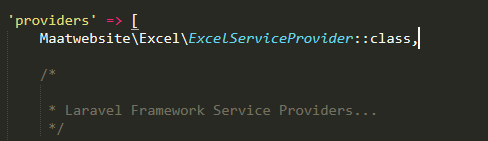 'providers' => [
Maatwebsite\Excel\ExcelServiceProvider::class,
/*
* Laravel Framework Service Providers...
*/